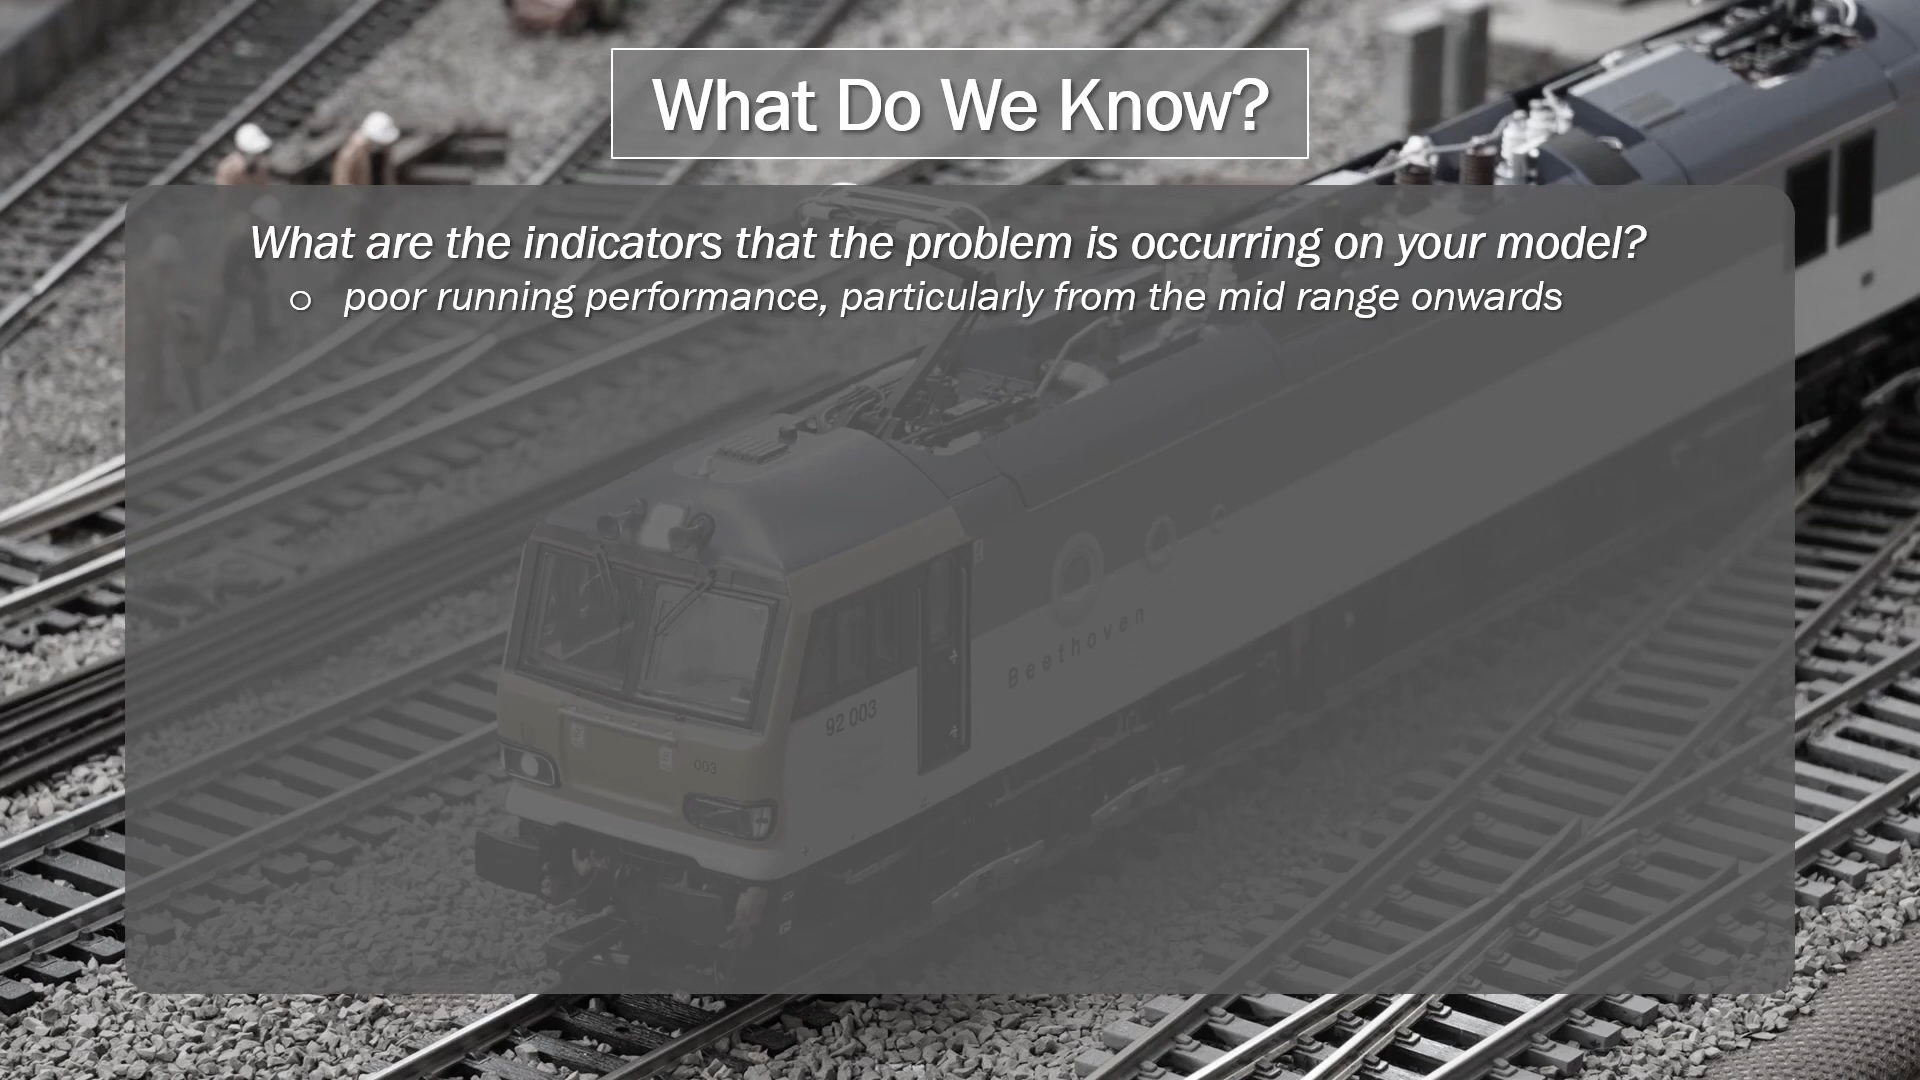 What Do We Know?
What are the indicators that the problem is occurring on your model?
o poor running performance, particularly from the mid range onwards
Beethoven
92 003
003